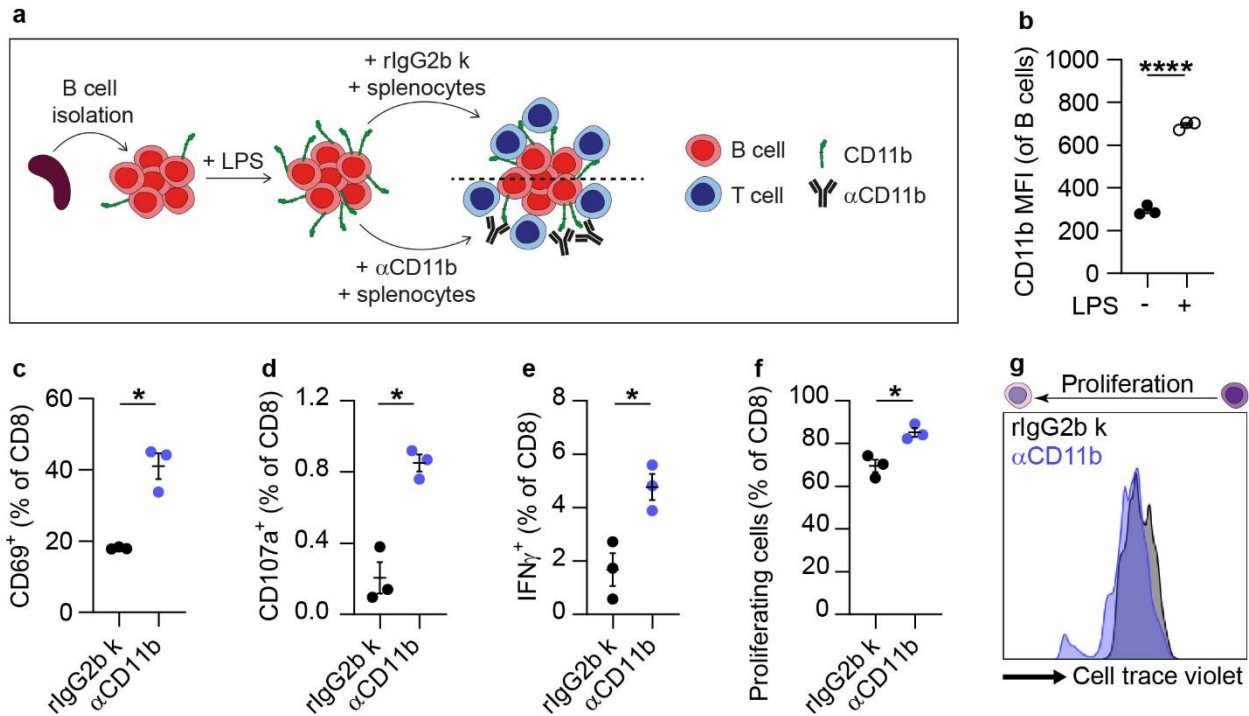 a
B cell
isolation
+ LPS
+ rIgG2b k
+ splenocytes
+ αCD11b
+ splenocytes
B cell
CD11b
T cell
αCD11b
b
CD11b MFI (of B cells)
1000
800
600
400
200
0
****
LPS - +
c
CD69⁺ (% of CD8)
60
40
20
0
*
rIgG2b k
αCD11b
d
CD107a⁺ (% of CD8)
1.2
0.8
0.4
0.0
*
rIgG2b k
αCD11b
e
IFNγ⁺ (% of CD8)
8
6
4
2
0
*
rIgG2b k
αCD11b
f
Proliferating cells (% of CD8)
100
80
60
40
20
0
*
rIgG2b k
αCD11b
g
Proliferation
rIgG2b k
αCD11b
Cell trace violet